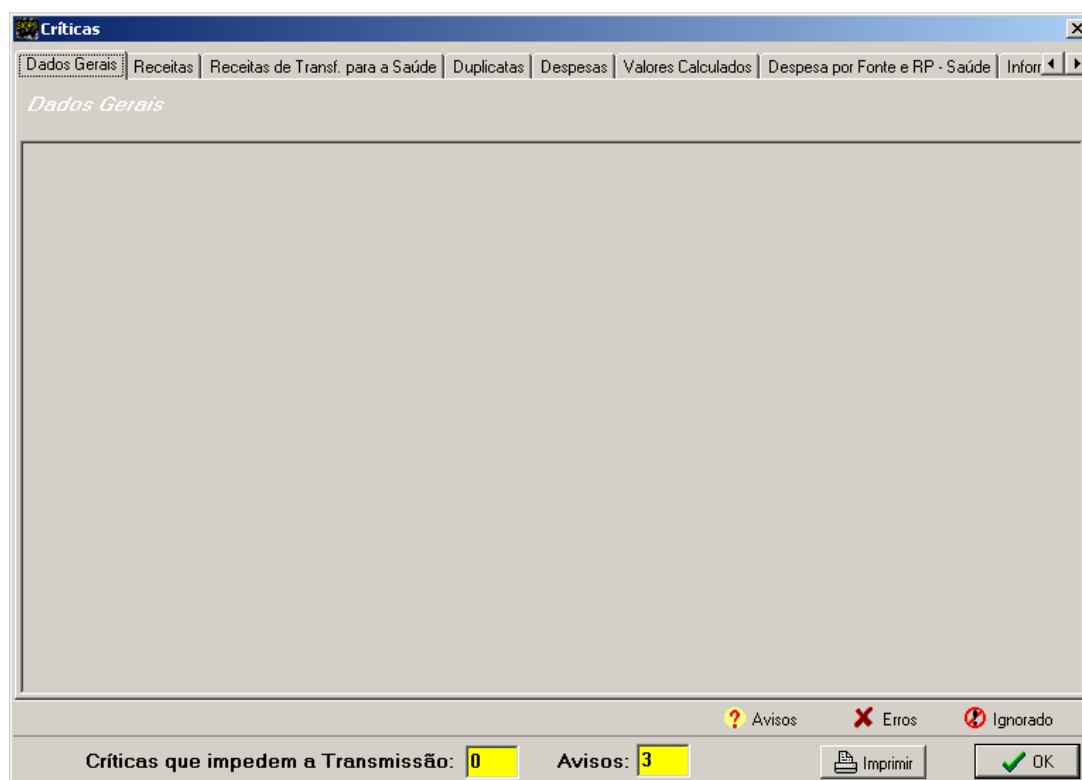 Críticas
Dados Gerais Receitas Receitas de Transf. para a Saúde Duplicatas Despesas Valores Calculados Despesa por Fonte e RP - Saúde Inforr
Dados Gerais
Avisos Erros Ignorado
Críticas que impedem a Transmissão: 0 Avisos: 3 Imprimir OK